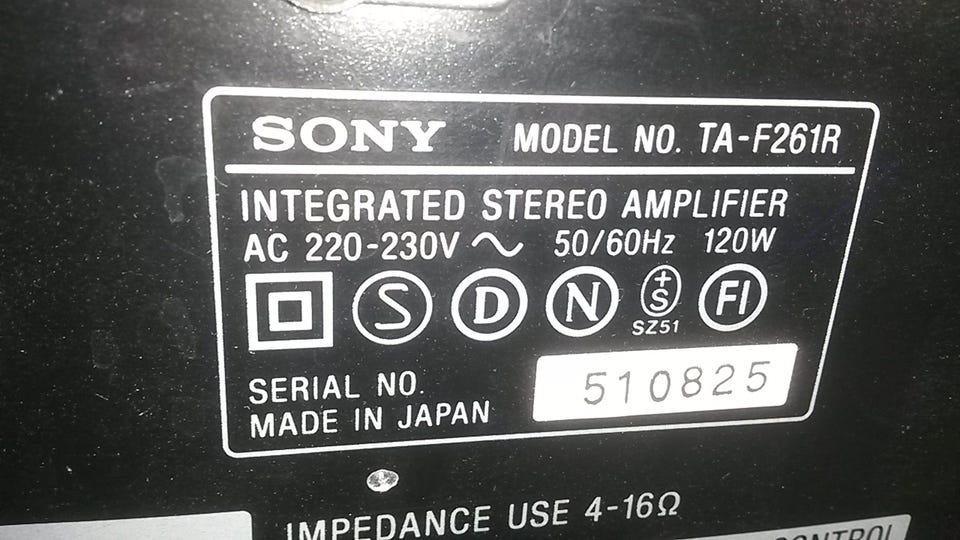 SONY MODEL NO. TA-F261R
INTEGRATED STEREO AMPLIFIER
AC 220-230V ~ 50/60Hz 120W
S D N +S FI
SZ51
SERIAL NO. 510825
MADE IN JAPAN
IMPEDANCE USE 4-16Ω
CONTROL